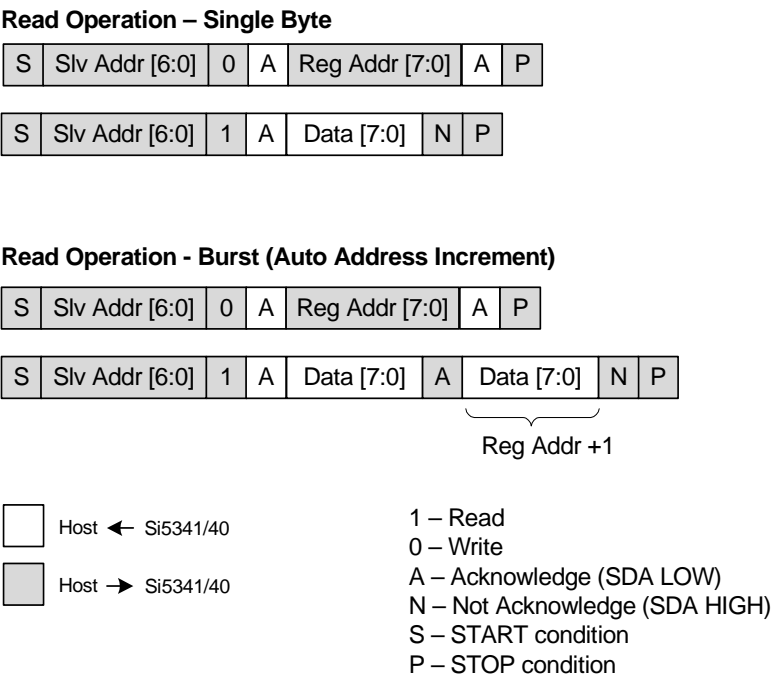 Read Operation – Single Byte
S Slv Addr [6:0] 0 A Reg Addr [7:0] A P
S Slv Addr [6:0] 1 A Data [7:0] N P
Read Operation - Burst (Auto Address Increment)
S Slv Addr [6:0] 0 A Reg Addr [7:0] A P
S Slv Addr [6:0] 1 A Data [7:0] A Data [7:0] N P
Reg Addr +1
Host Si5341/40
Host Si5341/40
1 – Read
0 – Write
A – Acknowledge (SDA LOW)
N – Not Acknowledge (SDA HIGH)
S – START condition
P – STOP condition